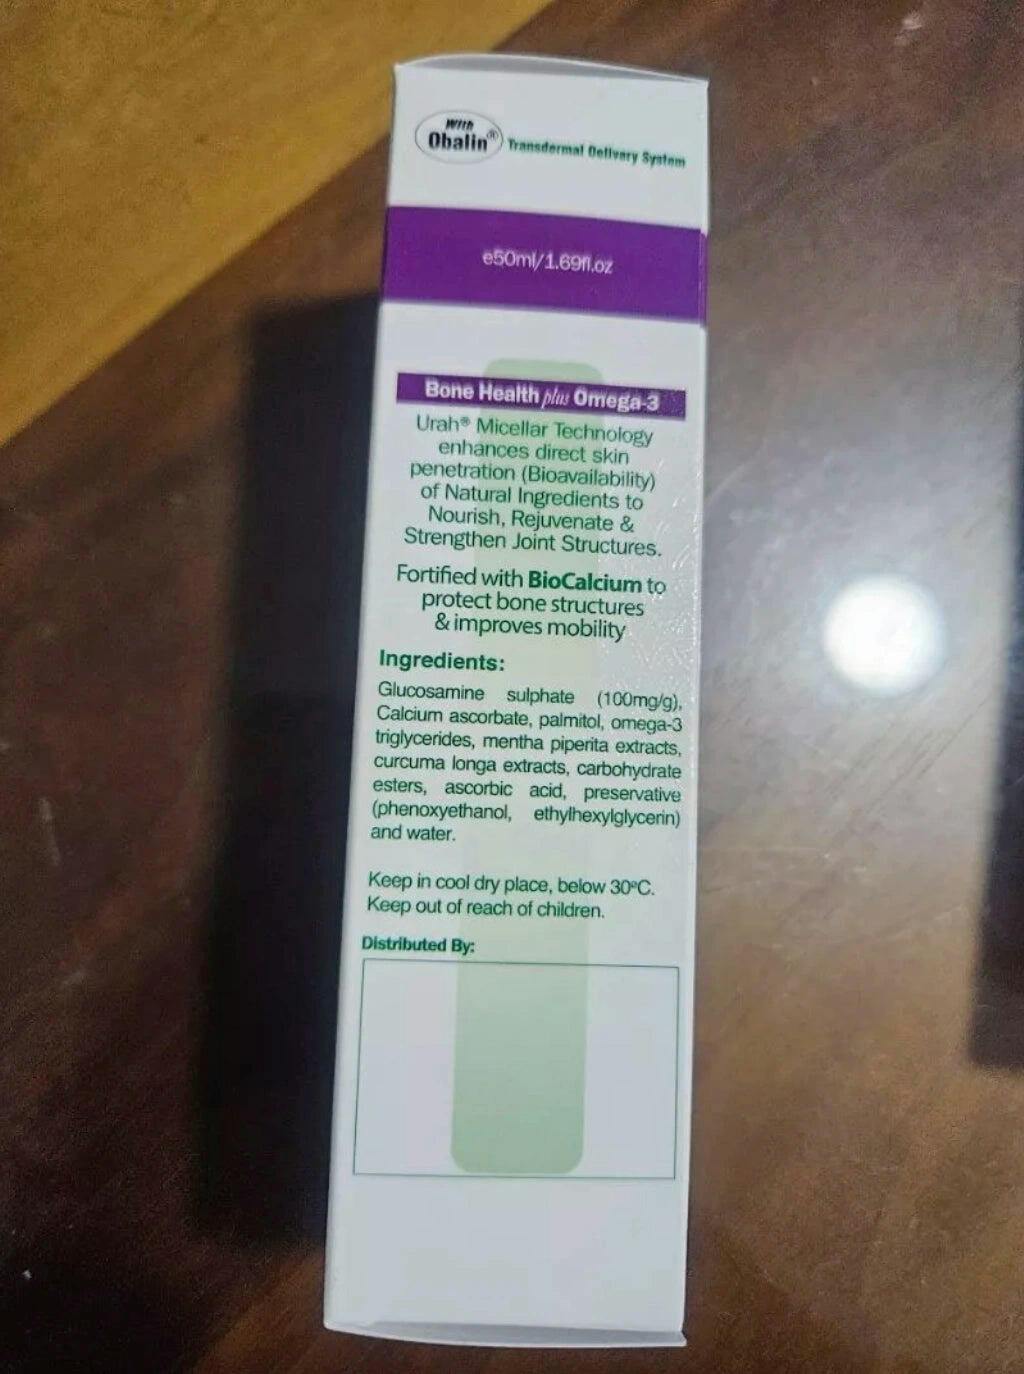 With
Obalin® Transdermal Delivery System
e50ml/1.69fl.oz
Bone Health plus Omega-3
Urah® Micellar Technology
enhances direct skin
penetration (Bioavailability)
of Natural Ingredients to
Nourish, Rejuvenate &
Strengthen Joint Structures.
Fortified with BioCalcium to
protect bone structures
& improves mobility
Ingredients:
Glucosamine sulphate (100mg/g),
Calcium ascorbate, palmitol, omega-3
triglycerides, mentha piperita extracts,
curcuma longa extracts, carbohydrate
esters, ascorbic acid, preservative
(phenoxyethanol, ethylhexylglycerin)
and water.
Keep in cool dry place, below 30ºC.
Keep out of reach of children.
Distributed By: